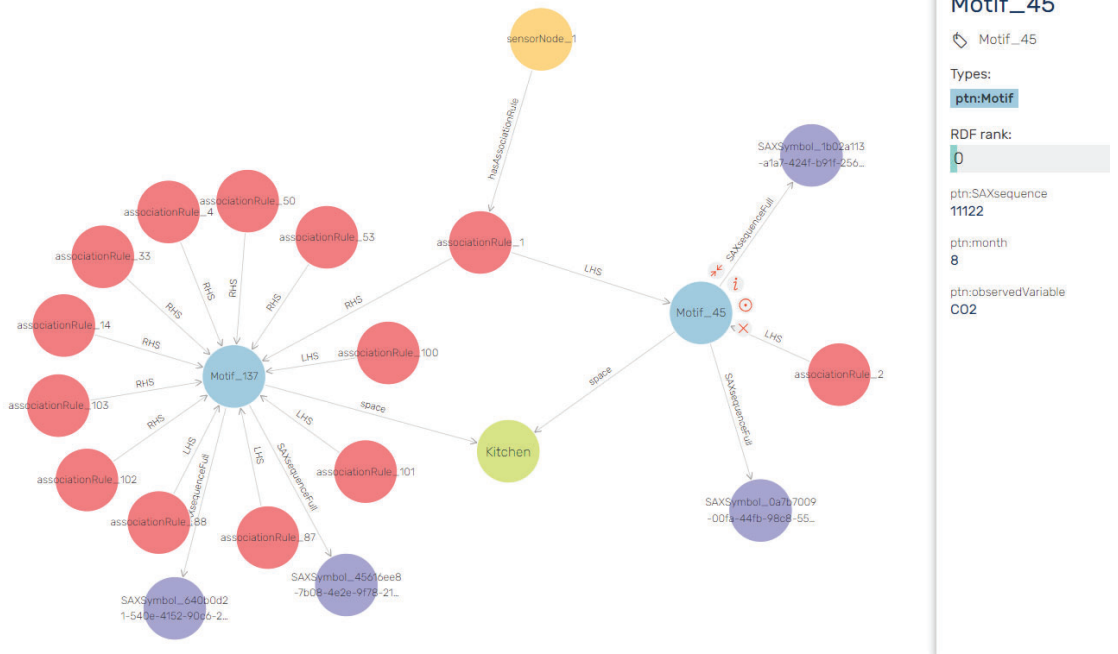 sensorNode_1
hasAssociationRule
SAXSymbol_1b02a113
-a1a7-424f-b91f-256...
SAXsequenceFull
associationRule_50
associationRule_4
associationRule_53
associationRule_1
associationRule_33
RHS
RHS
RHS
RHS
RHS
LHS
Motif_45
associationRule_14
RHS
LHS
associationRule_100
LHS
Motif_137
associationRule_2
space
space
associationRule_103
RHS
RHS
LHS
SAXsequenceFull
Kitchen
LHS
LHS
SAXsequenceFull
associationRule_102
associationRule_101
SAXSymbol_0a7b7009
-00fa-44fb-98c8-55...
associationRule_88
associationRule_87
SAXSymbol_45616ee8
-7b08-4e2e-9f78-21...
SAXSymbol_640b0d2
1-540e-4152-90c6-2...
Motif_45
Motif_45
Types:
ptn:Motif
RDF rank:
0
ptn:SAXsequence
11122
ptn:month
8
ptn:observedVariable
CO2